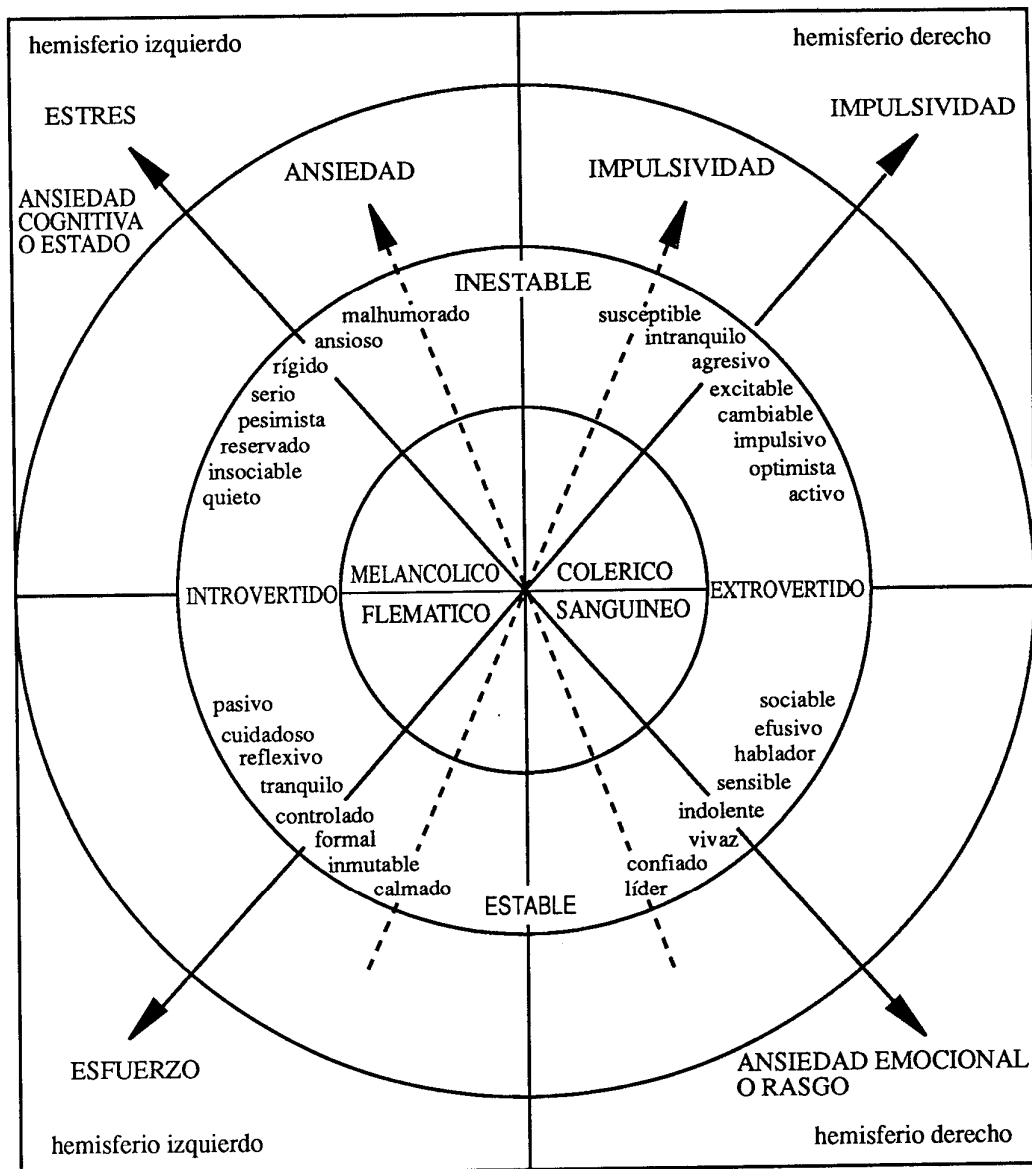 hemisferio izquierdo
hemisferio derecho
ESTRES
IMPULSIVIDAD
ANSIEDAD
IMPULSIVIDAD
ANSIEDAD
COGNITIVA
O ESTADO
INESTABLE
malhumorado
ansioso
rígido
serio
pesimista
reservado
insociable
quieto
susceptible
intranquilo
agresivo
excitable
cambiable
impulsivo
optimista
activo
MELANCOLICO
COLERICO
INTROVERTIDO
EXTROVERTIDO
FLEMATICO
SANGUINEO
pasivo
cuidadoso
reflexivo
tranquilo
controlado
formal
inmutable
calmado
sociable
efusivo
hablador
sensible
indolente
vivaz
confiado
líder
ESTABLE
ESFUERZO
ANSIEDAD EMOCIONAL
O RASGO
hemisferio izquierdo
hemisferio derecho